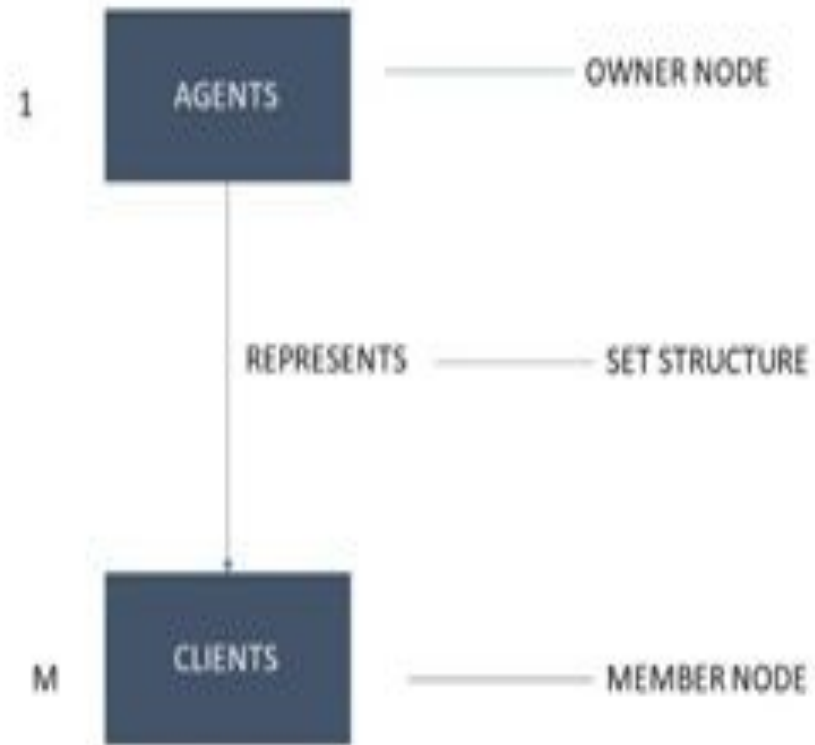 AGENTS
OWNER NODE
1
REPRESENTS
SET STRUCTURE
CLIENTS
M
MEMBER NODE